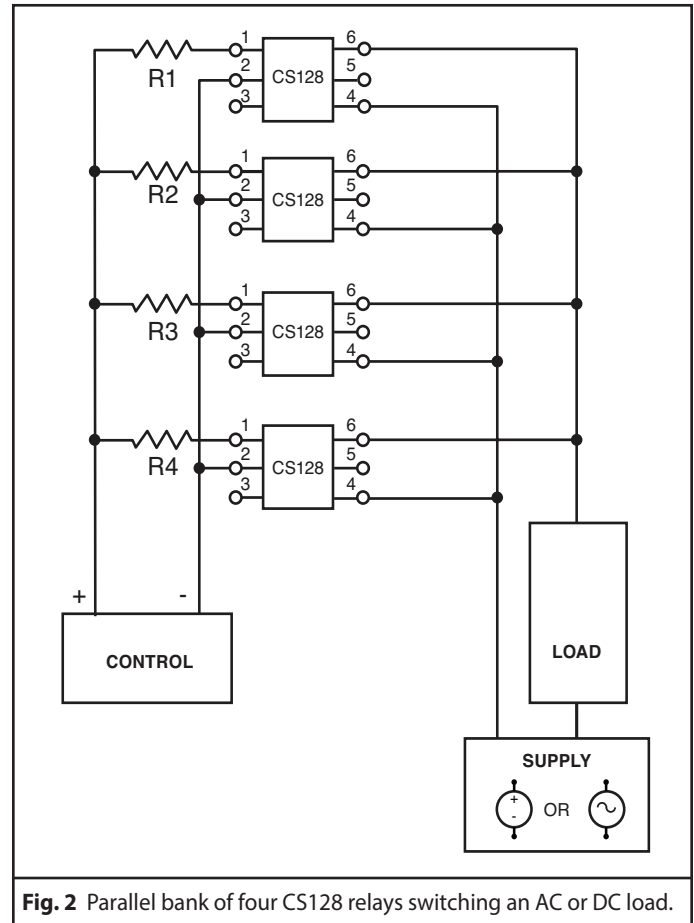 1
6
R1
2
CS128
5
3
4
1
6
R2
2
CS128
5
3
4
1
6
R3
2
CS128
5
3
4
1
6
R4
2
CS128
5
3
4
+ -
CONTROL
LOAD
SUPPLY
+
-
OR
Fig. 2 Parallel bank of four CS128 relays switching an AC or DC load.